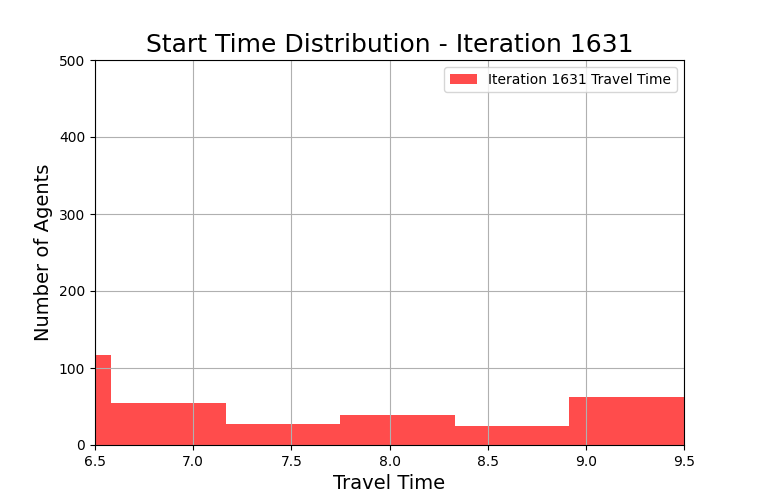 Start Time Distribution - Iteration 1631
Iteration 1631 Travel Time
Number of Agents
500
400
300
200
100
0
6.5 7.0 7.5 8.0 8.5 9.0 9.5
Travel Time